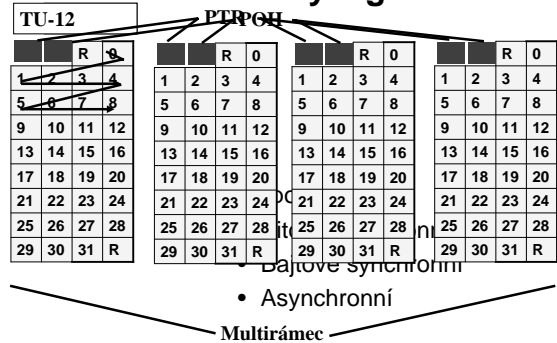 TU-12 PTR POH
R 0 R 0 R 0 R 0
1 2 3 4 1 2 3 4 1 2 3 4 1 2 3 4
5 6 7 8 5 6 7 8 5 6 7 8 5 6 7 8
9 10 11 12 9 10 11 12 9 10 11 12 9 10 11 12
13 14 15 16 13 14 15 16 13 14 15 16 13 14 15 16
17 18 19 20 17 18 19 20 17 18 19 20 17 18 19 20
21 22 23 24 21 22 23 24 21 22 23 24 21 22 23 24
25 26 27 28 25 26 27 28 25 26 27 28 25 26 27 28
29 30 31 R 29 30 31 R 29 30 31 R 29 30 31 R
• Bajtově synchronní
• Asynchronní
Multirámec